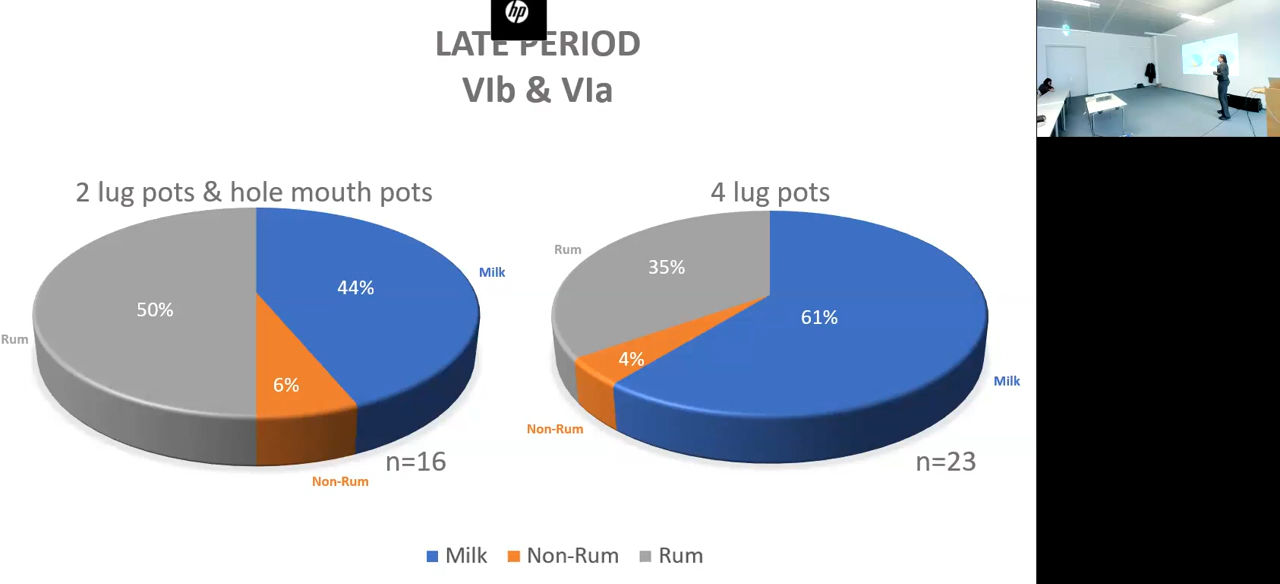 hp
LATE PERIOD
VIb & VIa
2 lug pots & hole mouth pots
50%
44%
6%
Rum
Milk
Non-Rum
n=16
4 lug pots
Rum
35%
61%
4%
Milk
Non-Rum
n=23
Milk Non-Rum Rum